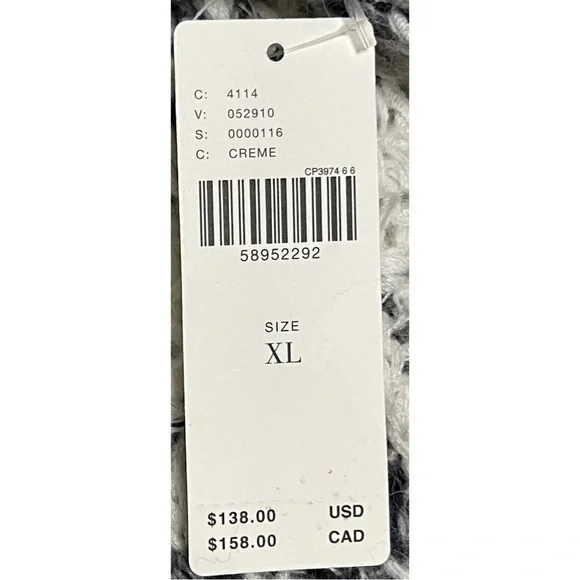 C: 4114
V: 052910
S: 0000116
C: CREME
CP3974 6 6
58952292
SIZE
XL
$138.00 USD
$158.00 CAD